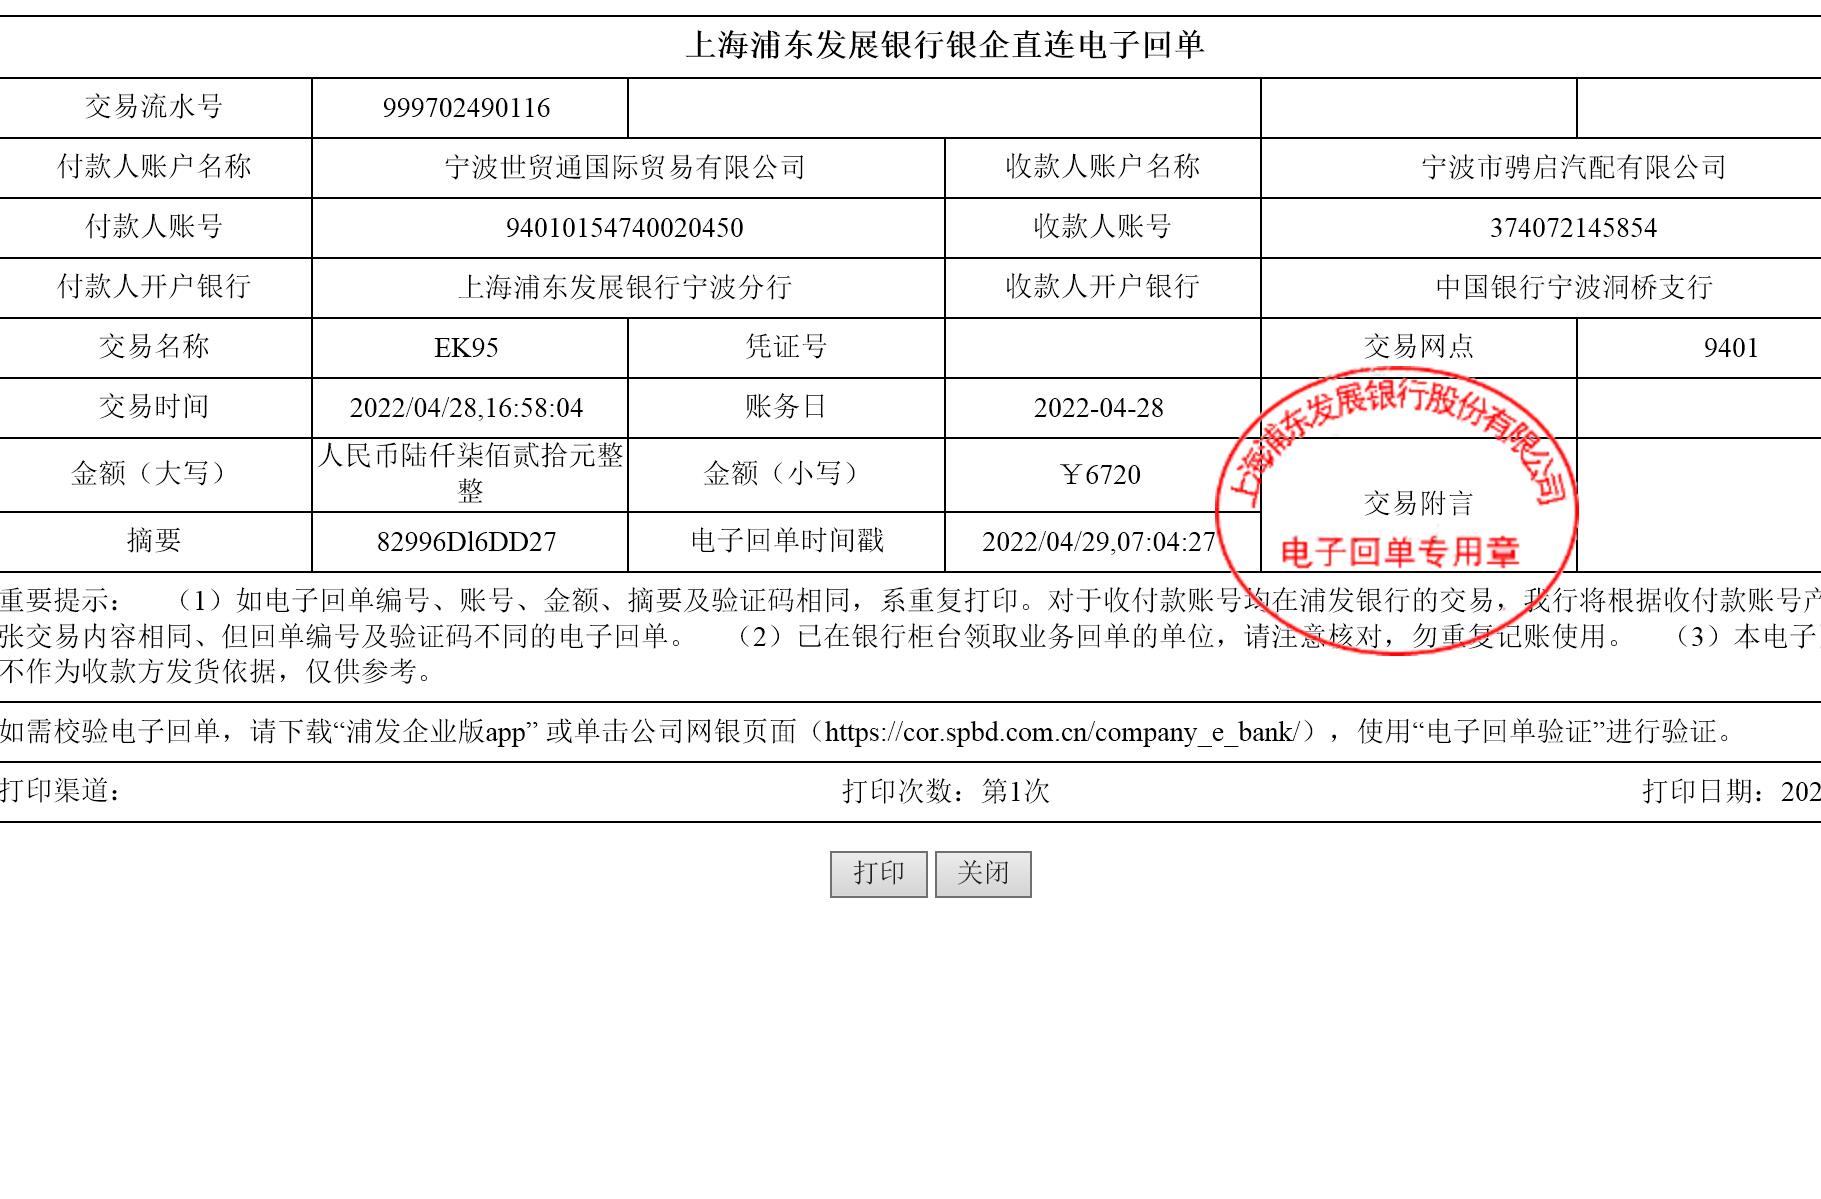 上海浦东发展银行银企直连电子回单
交易流水号 999702490116
付款人账户名称 宁波世贸通国际贸易有限公司 收款人账户名称 宁波市骋启汽配有限公司
付款人账号 94010154740020450 收款人账号 374072145854
付款人开户银行 上海浦东发展银行宁波分行 收款人开户银行 中国银行宁波洞桥支行
交易名称 EK95 凭证号 交易网点 9401
交易时间 2022/04/28,16:58:04 账务日 2022-04-28
金额（大写） 人民币陆仟柒佰贰拾元整
整 金额（小写） ￥6720
交易附言
摘要 82996Dl6DD27 电子回单时间戳 2022/04/29,07:04:27
上海浦东发展银行股份有限公司
电子回单专用章
重要提示： （1）如电子回单编号、账号、金额、摘要及验证码相同，系重复打印。对于收付款账号均在浦发银行的交易，我行将根据收付款账号产
张交易内容相同、但回单编号及验证码不同的电子回单。 （2）已在银行柜台领取业务回单的单位，请注意核对，勿重复记账使用。 （3）本电子
不作为收款方发货依据，仅供参考。
如需校验电子回单，请下载“浦发企业版app” 或单击公司网银页面（https://cor.spbd.com.cn/company_e_bank/），使用“电子回单验证”进行验证。
打印渠道： 打印次数：第1次 打印日期：202
打印 关闭